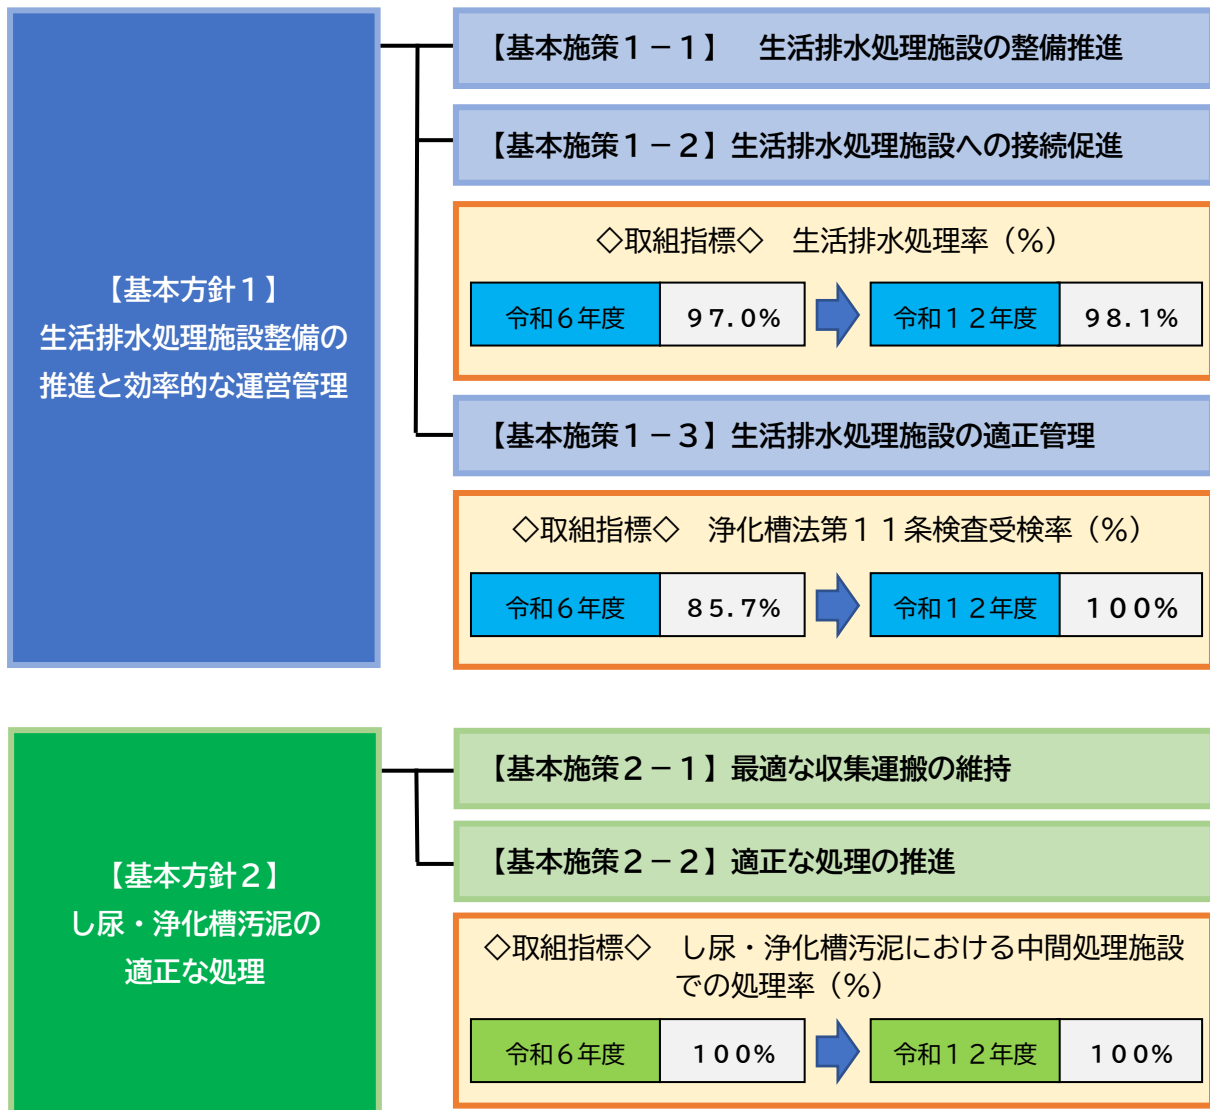 【基本方針１】
生活排水処理施設整備の
推進と効率的な運営管理
【基本施策１－１】　生活排水処理施設の整備推進
【基本施策１－２】生活排水処理施設への接続促進
◇取組指標◇　生活排水処理率（％）
令和６年度　97.0%　令和１２年度　98.1%
【基本施策１－３】生活排水処理施設の適正管理
◇取組指標◇　浄化槽法第１１条検査受検率（％）
令和６年度　85.7%　令和１２年度　100%
【基本方針２】
し尿・浄化槽汚泥の
適正な処理
【基本施策２－１】最適な収集運搬の維持
【基本施策２－２】適正な処理の推進
◇取組指標◇　し尿・浄化槽汚泥における中間処理施設
での処理率（％）
令和６年度　100%　令和１２年度　100%